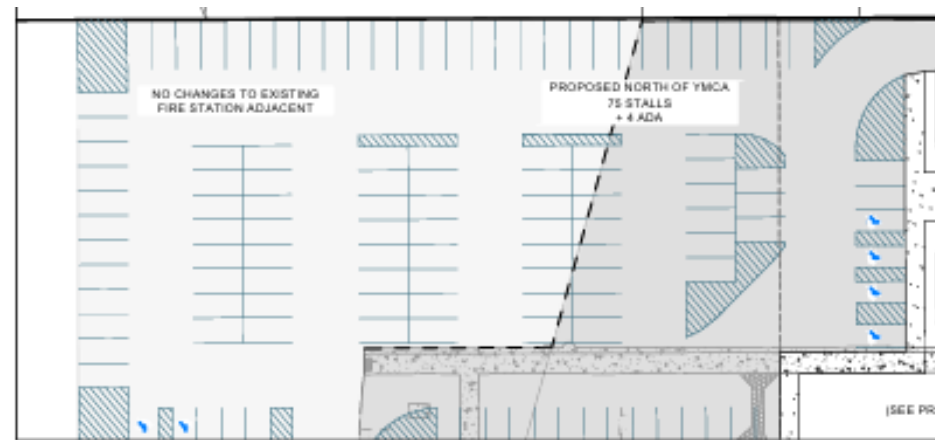 NO CHANGES TO EXISTING
FIRE STATION ADJACENT
PROPOSED NORTH OF YMCA
75 STALLS
+ 4 ADA
(SEE PR